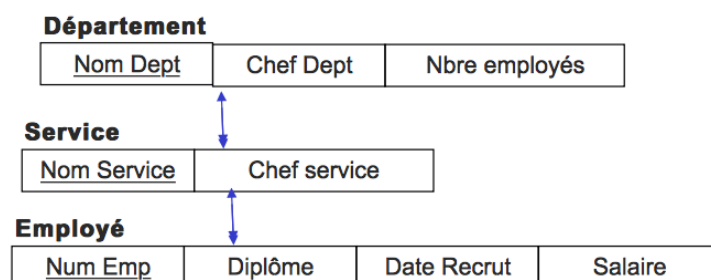 Département
Nom Dept Chef Dept Nbre employés
Service
Nom Service Chef service
Employé
Num Emp Diplôme Date Recrut Salaire